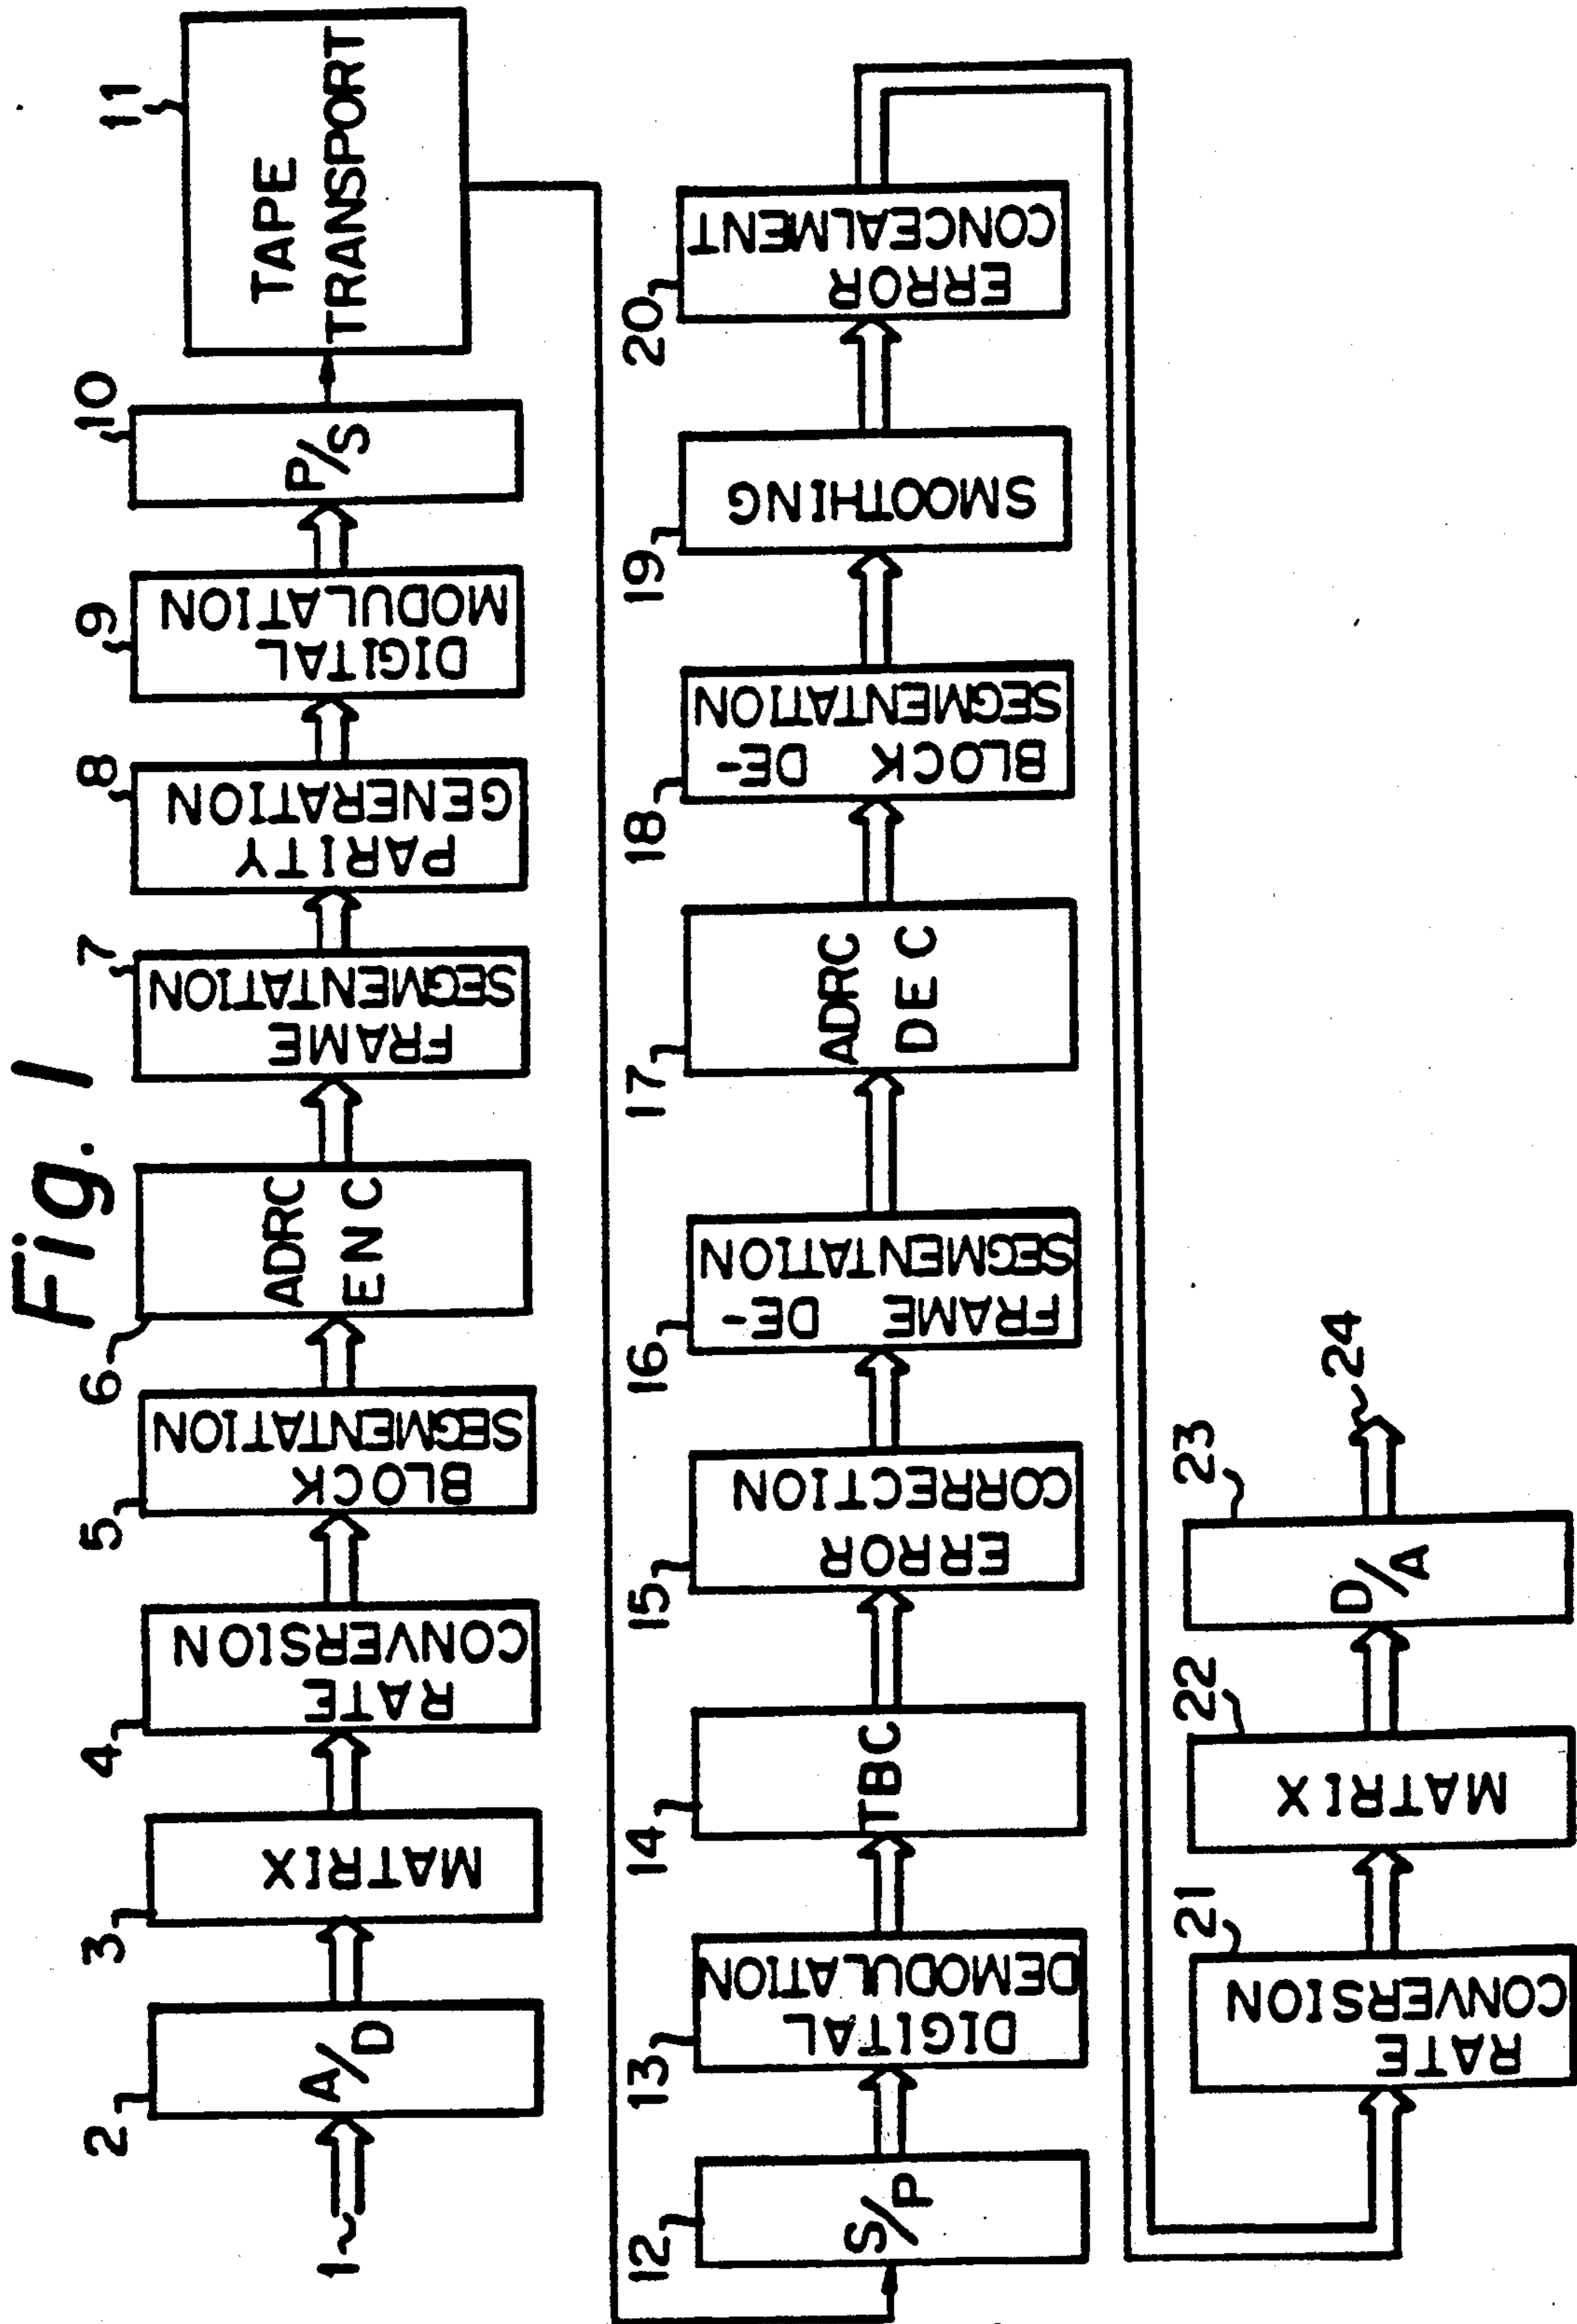 Fig. 1
1
2
A/D
3
MATRIX
4
RATE
CONVERSION
5
BLOCK
SEGMENTATION
6
ADRC
ENC
7
FRAME
SEGMENTATION
8
PARITY
GENERATION
9
DIGITAL
MODULATION
10
P/S
11
TAPE
TRANSPORT
12
S/P
13
DIGITAL
DEMODULATION
14
TBC
15
ERROR
CORRECTION
16
FRAME DE-
SEGMENTATION
17
ADRC
DEC
18
BLOCK DE-
SEGMENTATION
19
SMOOTHING
20
ERROR
CONCEALMENT
21
RATE
CONVERSION
22
MATRIX
23
D/A
24